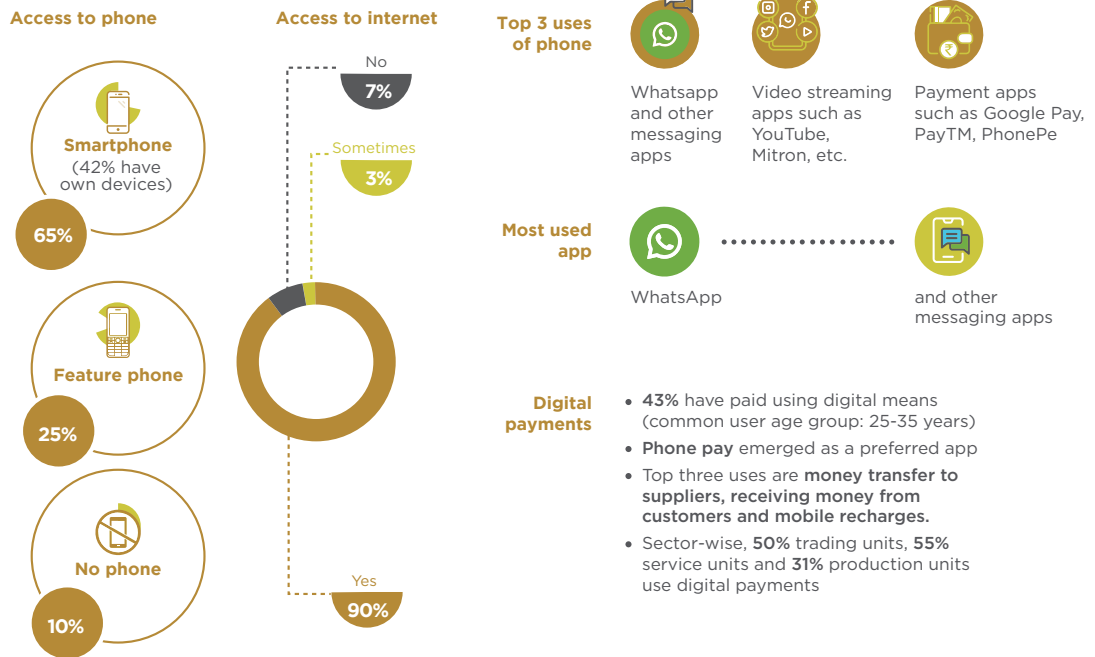 Access to phone
Smartphone
(42% have
own devices)
65%
Feature phone
25%
No phone
10%
Access to internet
No
7%
Sometimes
3%
Yes
90%
Top 3 uses
of phone
Whatsapp
and other
messaging
apps
Video streaming
apps such as
YouTube,
Mitron, etc.
Payment apps
such as Google Pay,
PayTM, PhonePe
Most used
app
WhatsApp
and other
messaging apps
Digital
payments
• 43% have paid using digital means
(common user age group: 25-35 years)
• Phone pay emerged as a preferred app
• Top three uses are money transfer to
suppliers, receiving money from
customers and mobile recharges.
• Sector-wise, 50% trading units, 55%
service units and 31% production units
use digital payments